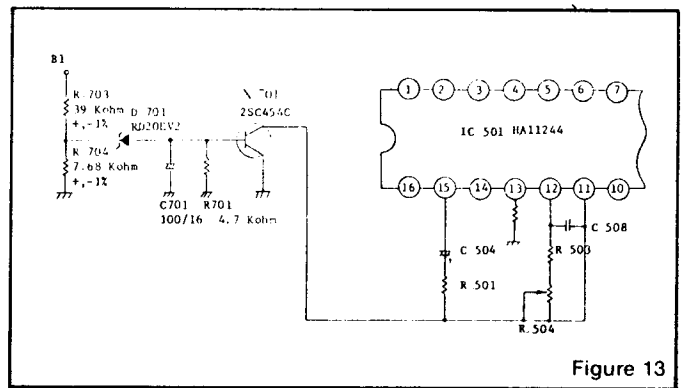 B1
R 703
39 Kohm
+,-1%
D 701
RD20EV2
R 704
7.68 Kohm
+,-1%
C701
100/16
R701
4.7 Kohm
701
2SC454C
1 2 3 4 5 6 7
IC 501 HA11244
16 15 14 13 12 11 10
C 504
R 501
C 508
R 503
R 504
Figure 13